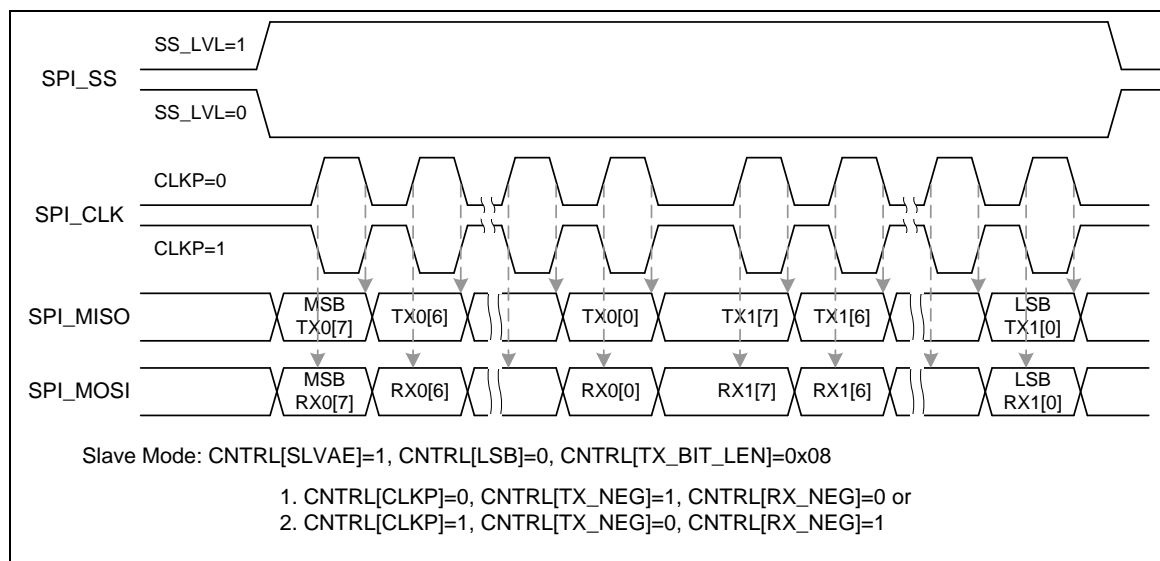 SS_LVL=1
SPI_SS
SS_LVL=0
CLKP=0
SPI_CLK
CLKP=1
SPI_MISO
MSB
TX0[7]
TX0[6]
TX0[0]
TX1[7]
TX1[6]
LSB
TX1[0]
SPI_MOSI
MSB
RX0[7]
RX0[6]
RX0[0]
RX1[7]
RX1[6]
LSB
RX1[0]
Slave Mode: CNTRL[SLVAE]=1, CNTRL[LSB]=0, CNTRL[TX_BIT_LEN]=0x08
1. CNTRL[CLKP]=0, CNTRL[TX_NEG]=1, CNTRL[RX_NEG]=0 or
2. CNTRL[CLKP]=1, CNTRL[TX_NEG]=0, CNTRL[RX_NEG]=1